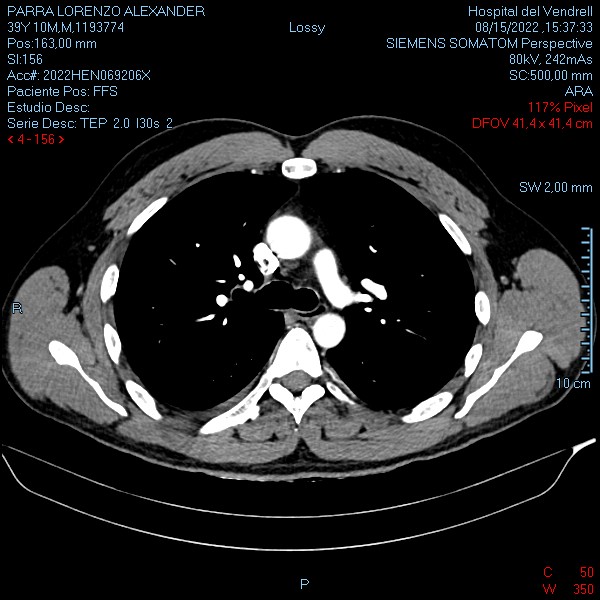 PARRA LORENZO ALEXANDER
39Y 10M,M,1193774
Pos:163,00 mm
SI:156
Acc#: 2022HEN069206X
Paciente Pos: FFS
Estudio Desc:
Serie Desc: TEP 2.0 I30s 2
< 4 - 156 >
Lossy
Hospital del Vendrell
08/15/2022 ,15:37:33
SIEMENS SOMATOM Perspective
80kV, 242mAs
SC:500,00 mm
ARA
117% Pixel
DFOV 41,4 x 41,4 cm
SW 2,00 mm
R
10 cm
P
C 50
W 350